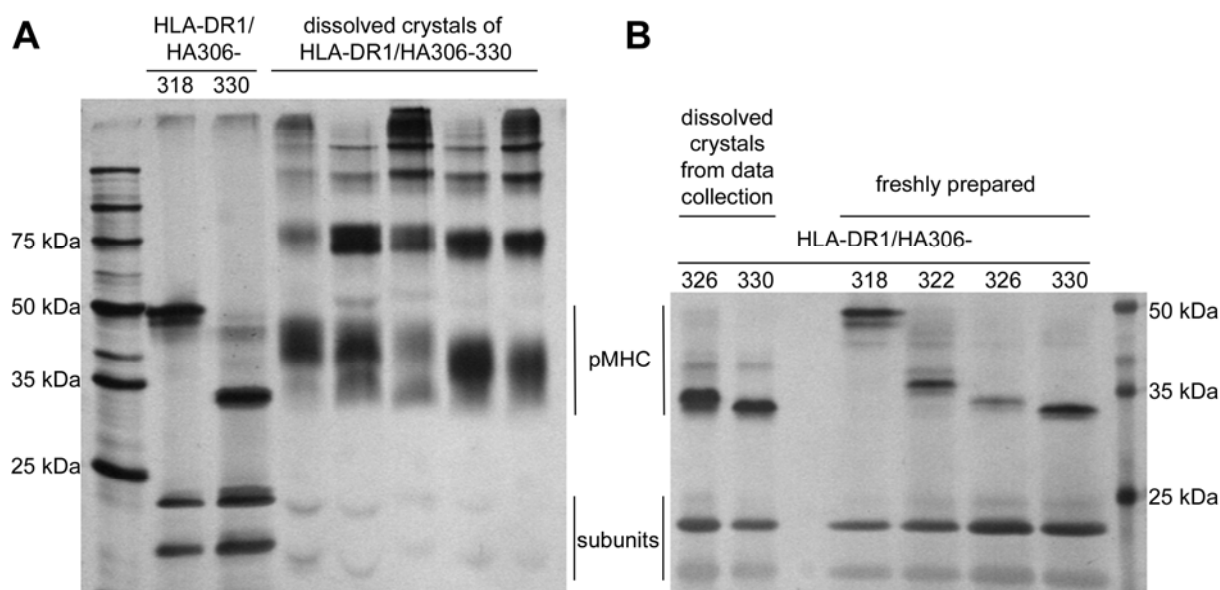 A
HLA-DR1/
HA306-
318 330
dissolved crystals of
HLA-DR1/HA306-330
75 kDa
50 kDa
35 kDa
25 kDa
pMHC
subunits
B
dissolved
crystals
from data
collection
freshly prepared
HLA-DR1/HA306-
326 330 318 322 326 330
50 kDa
35 kDa
25 kDa